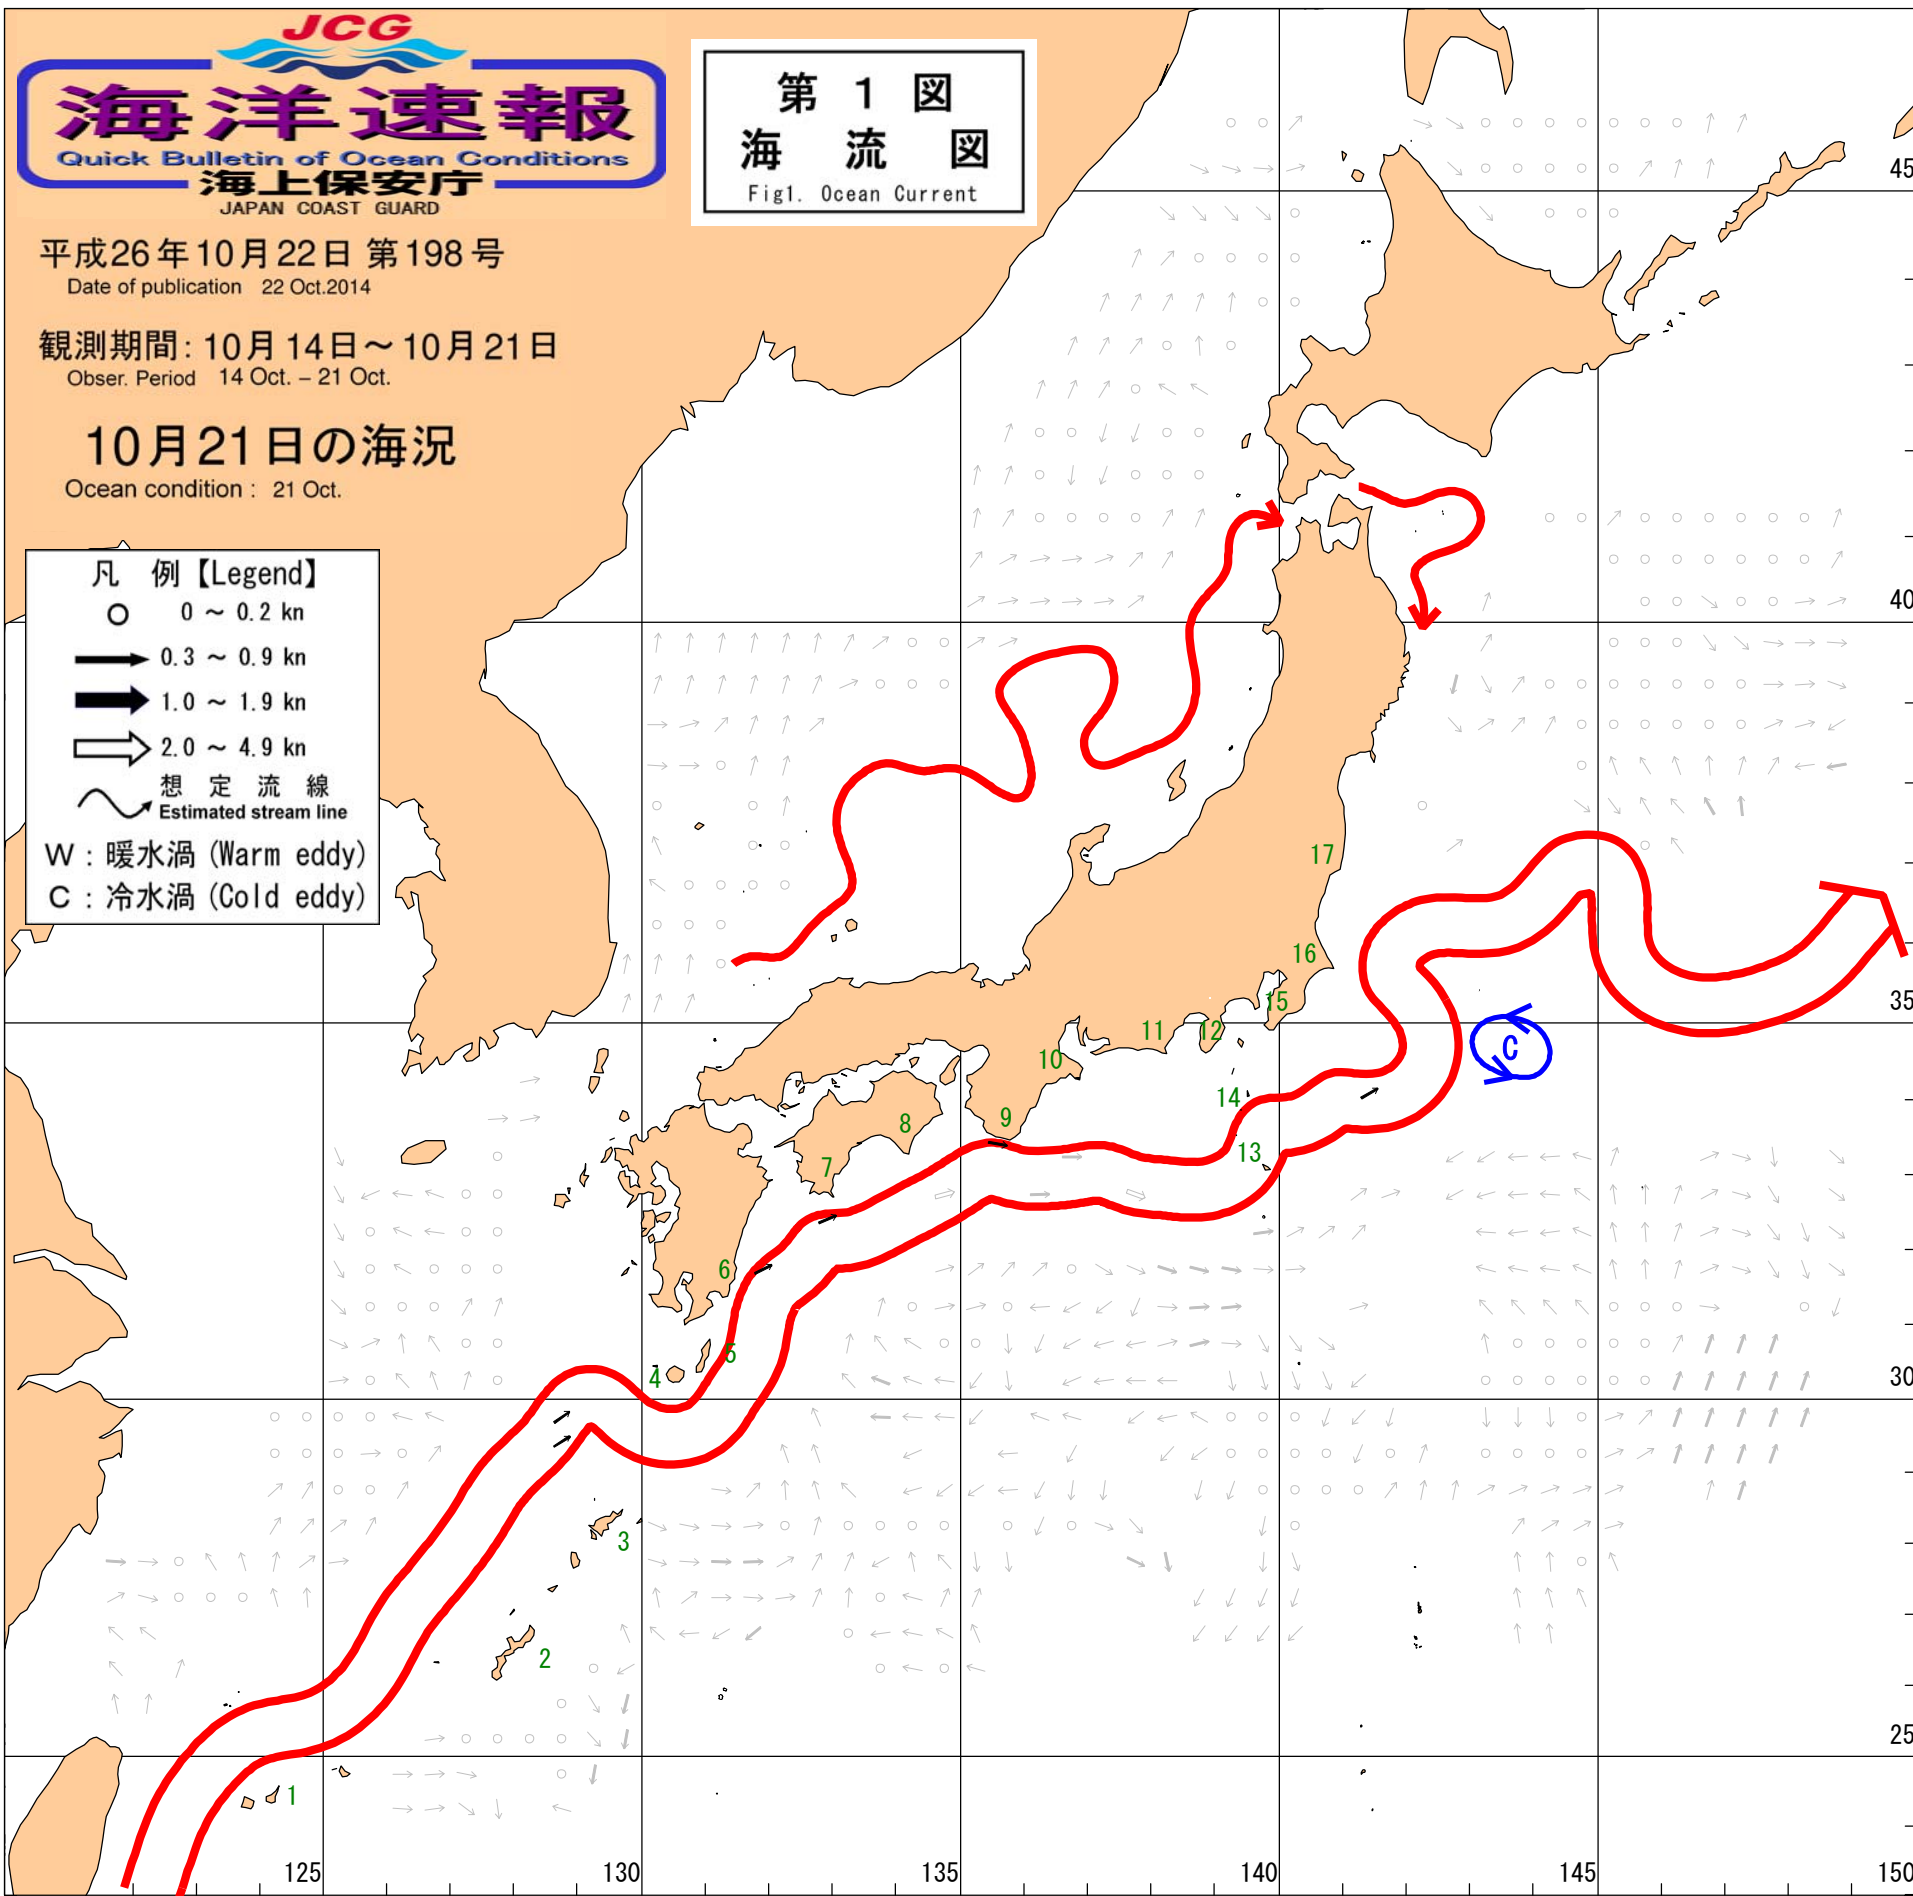 JCG
海洋速報
Quick Bulletin of Ocean Conditions
海上保安庁
JAPAN COAST GUARD
第 1 図
海 流 図
Fig1. Ocean Current
平成26年10月22日 第198号
Date of publication 22 Oct.2014
観測期間: 10月14日～10月21日
Obser. Period 14 Oct. – 21 Oct.
10月21日の海況
Ocean condition : 21 Oct.
凡 例【Legend】
0 ～ 0.2 kn
0.3 ～ 0.9 kn
1.0 ～ 1.9 kn
2.0 ～ 4.9 kn
想 定 流 線
Estimated stream line
W : 暖水渦 (Warm eddy)
C : 冷水渦 (Cold eddy)
45
40
35
30
25
17
16
15
12
11
10
C
14
9
8
13
7
6
5
4
3
2
1
125
130
135
140
145
150